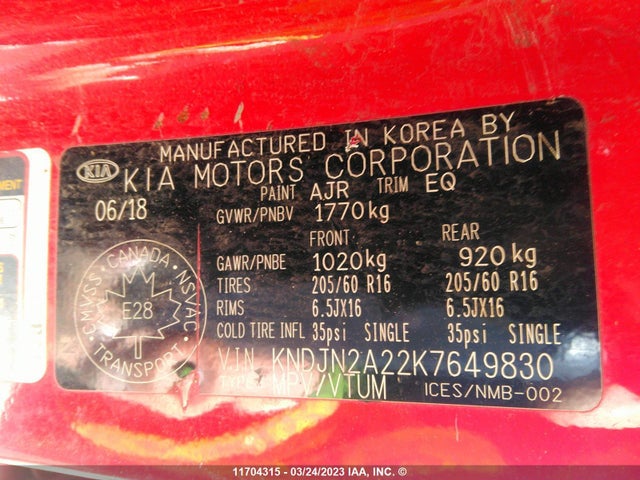 MENT
MANUFACTURED IN KOREA BY
KIA KIA MOTORS CORPORATION
PAINT AJR TRIM EQ
06/18 GVWR/PNBV 1770kg
FRONT REAR
GAWR/PNBE 1020kg 920kg
TIRES 205/60 R16 205/60 R16
RIMS 6.5JX16 6.5JX16
COLD TIRE INFL 35psi SINGLE 35psi SINGLE
V.I.N. KNDJN2A22K7649830
TYPE MPV/VTUM ICES/NMB-002
CANADA
CMVSS NSVAC
E28
TRANSPORT
11704315 - 03/24/2023 IAA, INC. ©